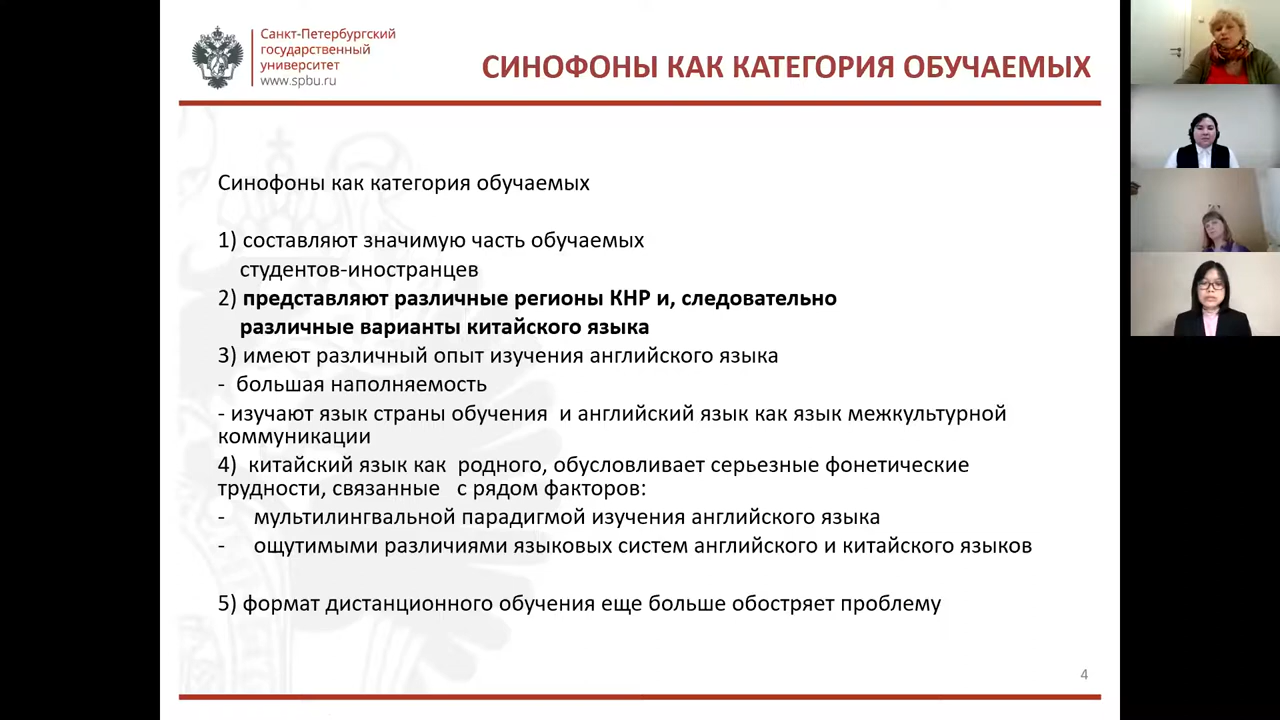 Санкт-Петербургский
государственный
университет
www.spbu.ru
СИНОФОНЫ КАК КАТЕГОРИЯ ОБУЧАЕМЫХ
Синофоны как категория обучаемых
1) составляют значимую часть обучаемых
студентов-иностранцев
2) представляют различные регионы КНР и, следовательно
различные варианты китайского языка
3) имеют различный опыт изучения английского языка
- большая наполняемость
- изучают язык страны обучения и английский язык как язык межкультурной
коммуникации
4) китайский язык как родного, обусловливает серьезные фонетические
трудности, связанные с рядом факторов:
- мультилингвальной парадигмой изучения английского языка
- ощутимыми различиями языковых систем английского и китайского языков
5) формат дистанционного обучения еще больше обостряет проблему
4